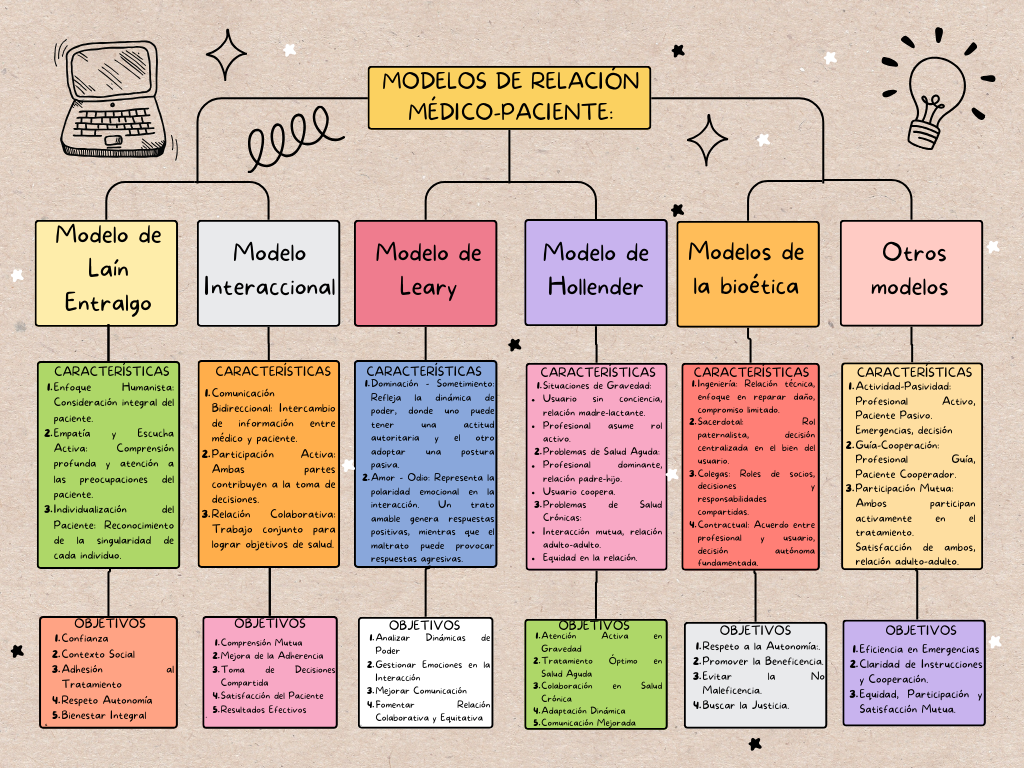 MODELOS DE RELACIÓN
MÉDICO-PACIENTE:
Modelo de
Laín
Entralgo
Modelo
Interaccional
Modelo de
Leary
Modelo de
Hollender
Modelos de
la bioética
Otros
modelos
CARACTERÍSTICAS
1.Enfoque Humanista:
Consideración integral del
paciente.
2.Empatía y Escucha
Activa: Comprensión
profunda y atención a
las preocupaciones del
paciente.
3.Individualización del
Paciente: Reconocimiento
de la singularidad de
cada individuo.
CARACTERÍSTICAS
1.Comunicación
Bidireccional: Intercambio
de información entre
médico y paciente.
2.Participación Activa:
Ambas partes
contribuyen a la toma de
decisiones.
3.Relación Colaborativa:
Trabajo conjunto para
lograr objetivos de salud.
CARACTERÍSTICAS
1.Dominación - Sometimiento:
Refleja la dinámica de
poder, donde uno puede
tener una actitud
autoritaria y el otro
adoptar una postura
pasiva.
2.Amor - Odio: Representa la
polaridad emocional en la
interacción. Un trato
amable genera respuestas
positivas, mientras que el
maltrato puede provocar
respuestas agresivas.
CARACTERÍSTICAS
1.Situaciones de Gravedad:
• Usuario sin conciencia,
relación madre-lactante.
• Profesional asume rol
activo.
2.Problemas de Salud Aguda:
• Profesional dominante,
relación padre-hijo.
• Usuario coopera.
3.Problemas de Salud
Crónicas:
• Interacción mutua, relación
adulto-adulto.
• Equidad en la relación.
CARACTERÍSTICAS
1.Ingeniería: Relación técnica,
enfoque en reparar daño,
compromiso limitado.
2.Sacerdotal: Rol
paternalista, decisión
centralizada en el bien del
usuario.
3.Colegas: Roles de socios,
decisiones y
responsabilidades
compartidas.
4.Contractual: Acuerdo entre
profesional y usuario,
decisión autónoma
fundamentada.
CARACTERÍSTICAS
1.Actividad-Pasividad:
Profesional Activo,
Paciente Pasivo.
Emergencias, decisión
2.Guía-Cooperación:
Profesional Guía,
Paciente Cooperador.
3.Participación Mutua:
Ambos participan
activamente en el
tratamiento.
Satisfacción de ambos,
relación adulto-adulto.
OBJETIVOS
1.Confianza
2.Contexto Social
3.Adhesión al
Tratamiento
4.Respeto Autonomía
5.Bienestar Integral
OBJETIVOS
1.Comprensión Mutua
2.Mejora de la Adherencia
3.Toma de Decisiones
Compartida
4.Satisfacción del Paciente
5.Resultados Efectivos
OBJETIVOS
1.Analizar Dinámicas de
Poder
2.Gestionar Emociones en la
Interacción
3.Mejorar Comunicación
4.Fomentar Relación
Colaborativa y Equitativa
OBJETIVOS
1.Atención Activa en
Gravedad
2.Tratamiento Óptimo en
Salud Aguda
3.Colaboración en Salud
Crónica
4.Adaptación Dinámica
5.Comunicación Mejorada
OBJETIVOS
1.Respeto a la Autonomía:.
2.Promover la Beneficencia.
3.Evitar la No
Maleficencia.
4.Buscar la Justicia.
OBJETIVOS
1.Eficiencia en Emergencias
2.Claridad de Instrucciones
y Cooperación.
3.Equidad, Participación y
Satisfacción Mutua.